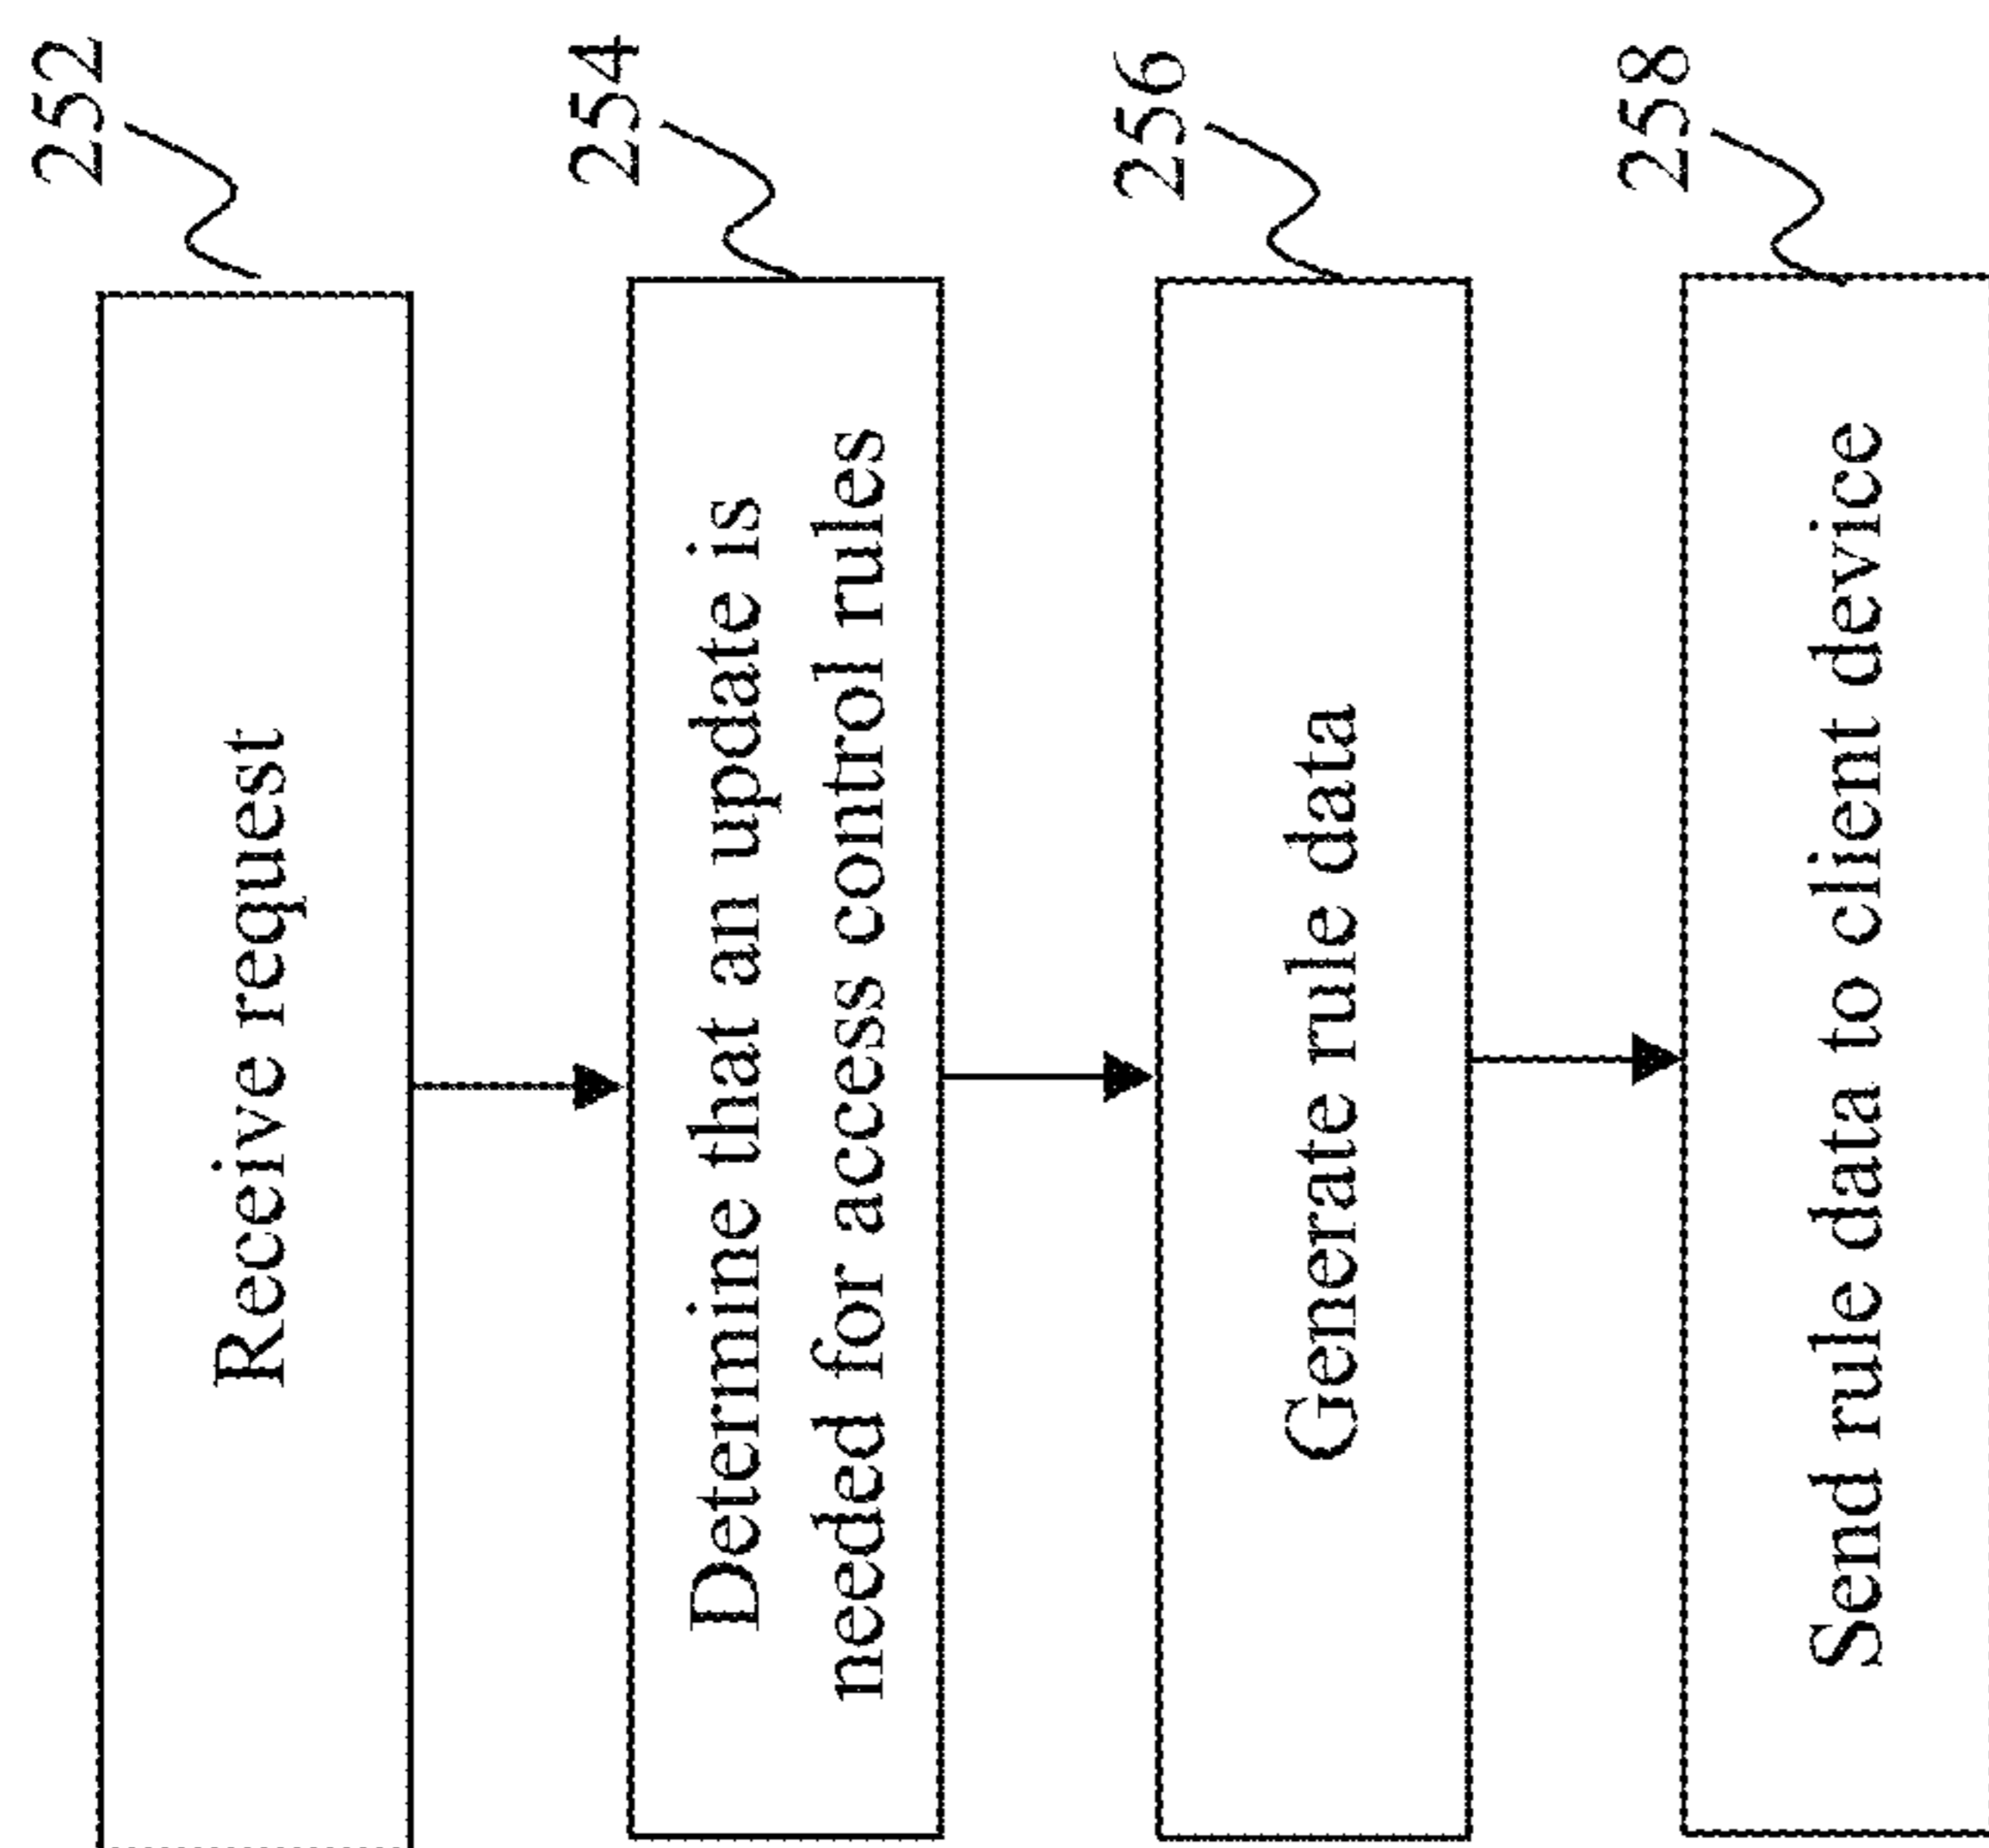 252
Receive request
254
Determine that an update is
needed for access control rules
256
Generate rule data
258
Send rule data to client device